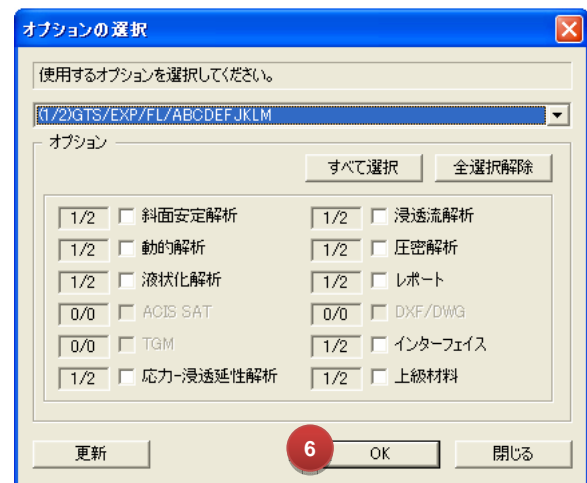 オプションの選択
使用するオプションを選択してください。
(1/2)GTS/EXP/FL/ABCDEFJKLM
オプション
すべて選択 全選択解除
1/2 斜面安定解析 1/2 浸透流解析
1/2 動的解析 1/2 圧密解析
1/2 液状化解析 1/2 レポート
0/0 ACIS SAT 0/0 DXF/DWG
0/0 TGM 1/2 インターフェイス
1/2 応力-浸透延性解析 1/2 上級材料
更新 6 OK 閉じる